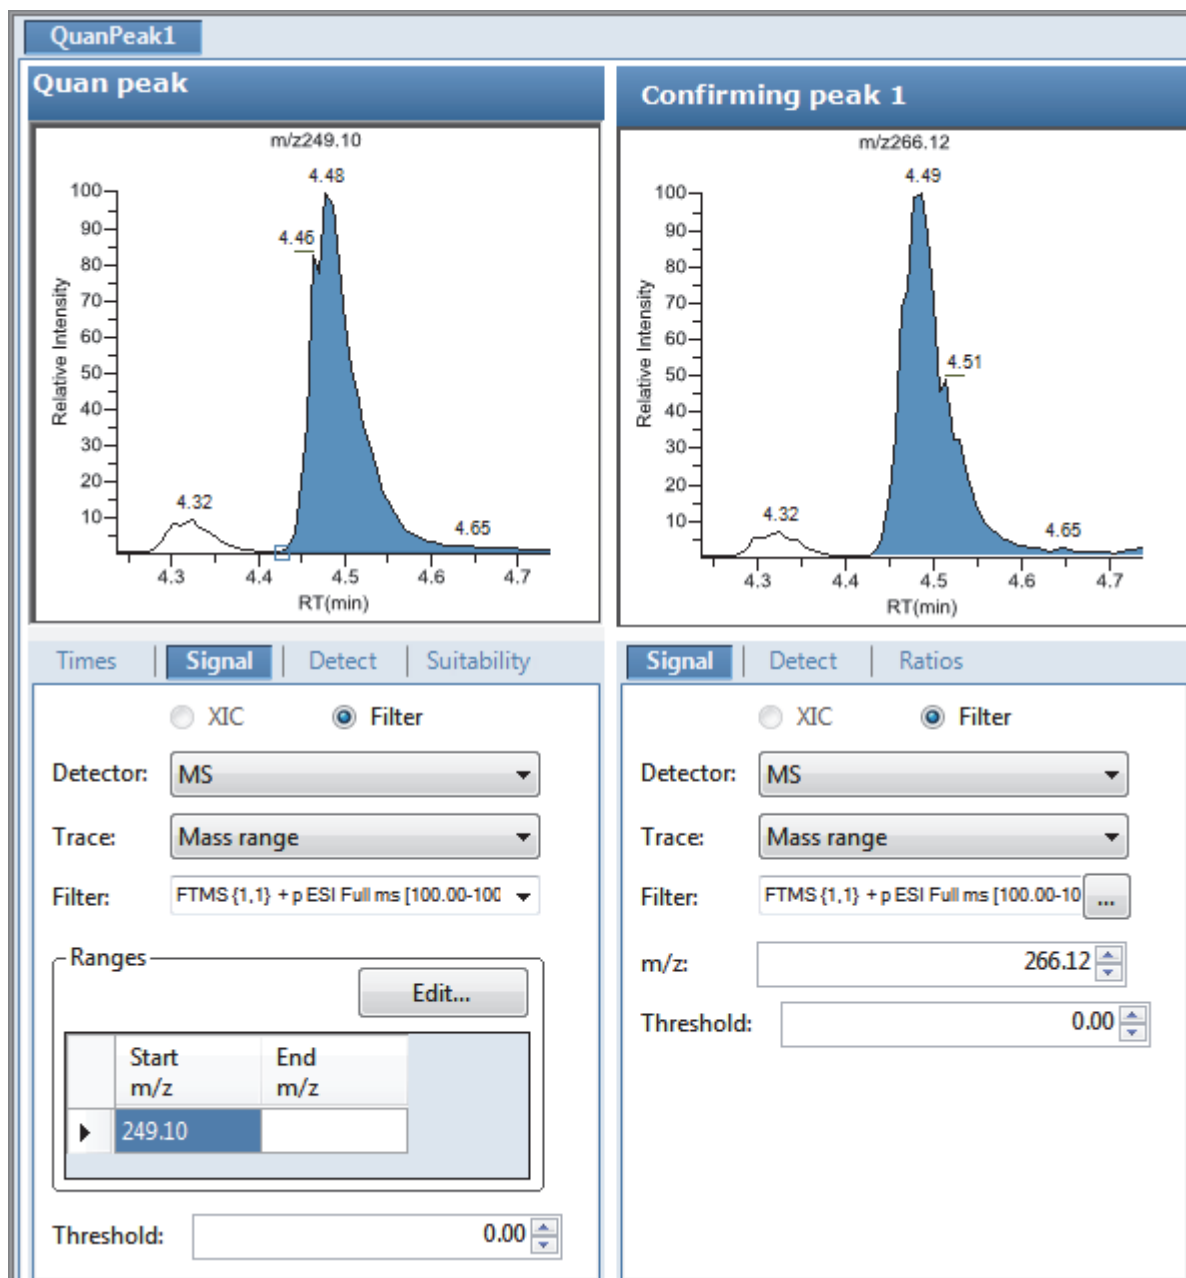 QuanPeak1
Quan peak
m/z249.10
4.48
4.46
4.32
4.65
100
90
80
70
60
50
40
30
20
10
Relative Intensity
4.3 4.4 4.5 4.6 4.7
RT(min)
Confirming peak 1
m/z266.12
4.49
4.51
4.32
4.65
100
90
80
70
60
50
40
30
20
10
Relative Intensity
4.3 4.4 4.5 4.6 4.7
RT(min)
Times Signal Detect Suitability
XIC Filter
Detector: MS
Trace: Mass range
Filter: FTMS {1,1} + p ESI Full ms [100.00-100
Ranges
Edit...
Start m/z End m/z
249.10
Threshold: 0.00
Signal Detect Ratios
XIC Filter
Detector: MS
Trace: Mass range
Filter: FTMS {1,1} + p ESI Full ms [100.00-10 ...
m/z: 266.12
Threshold: 0.00